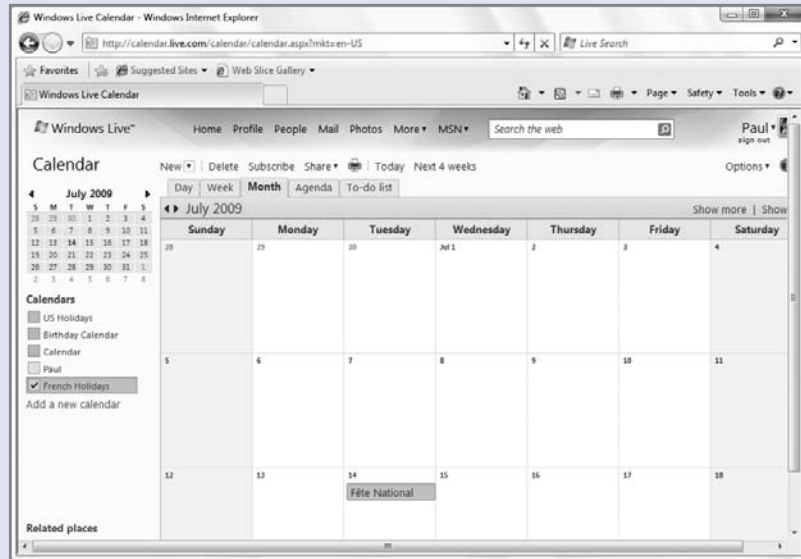 Windows Live Calendar - Windows Internet Explorer
http://calendar.live.com/calendar/calendar.aspx?mkt=en-US
Live Search
Favorites Suggested Sites Web Slice Gallery
Windows Live Calendar
Page Safety Tools
Windows Live™ Home Profile People Mail Photos More MSN Search the web Paul
sign out
Calendar New | Delete Subscribe Share | Today Next 4 weeks Options
Day Week Month Agenda To-do list
July 2009
S M T W T F S
28 29 30 1 2 3 4
5 6 7 8 9 10 11
12 13 14 15 16 17 18
19 20 21 22 23 24 25
26 27 28 29 30 31 1
2 3 4 5 6 7 8
Calendars
US Holidays
Birthday Calendar
Calendar
Paul
French Holidays
Add a new calendar
Related places
July 2009 Show more | Show
Sunday Monday Tuesday Wednesday Thursday Friday Saturday
28 29 30 Jul 1 2 3 4
5 6 7 8 9 10 11
12 13 14 15 16 17 18
Fête National